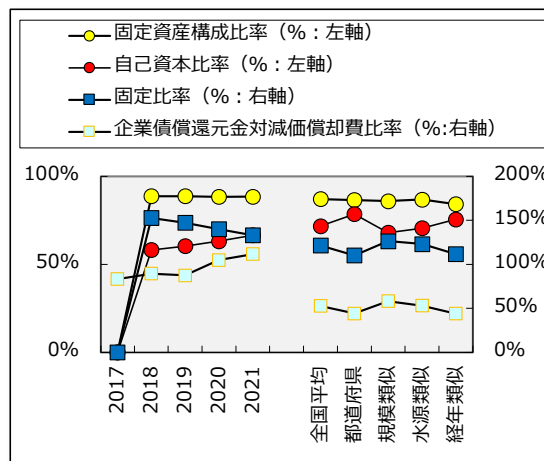 固定資産構成比率（%：左軸）
自己資本比率（%：左軸）
固定比率（%：右軸）
企業債償還元金対減価償却費比率（%:右軸）
100%
50%
0%
200%
150%
100%
50%
0%
2017
2018
2019
2020
2021
全国平均
都道府県
規模類似
水源類似
経年類似